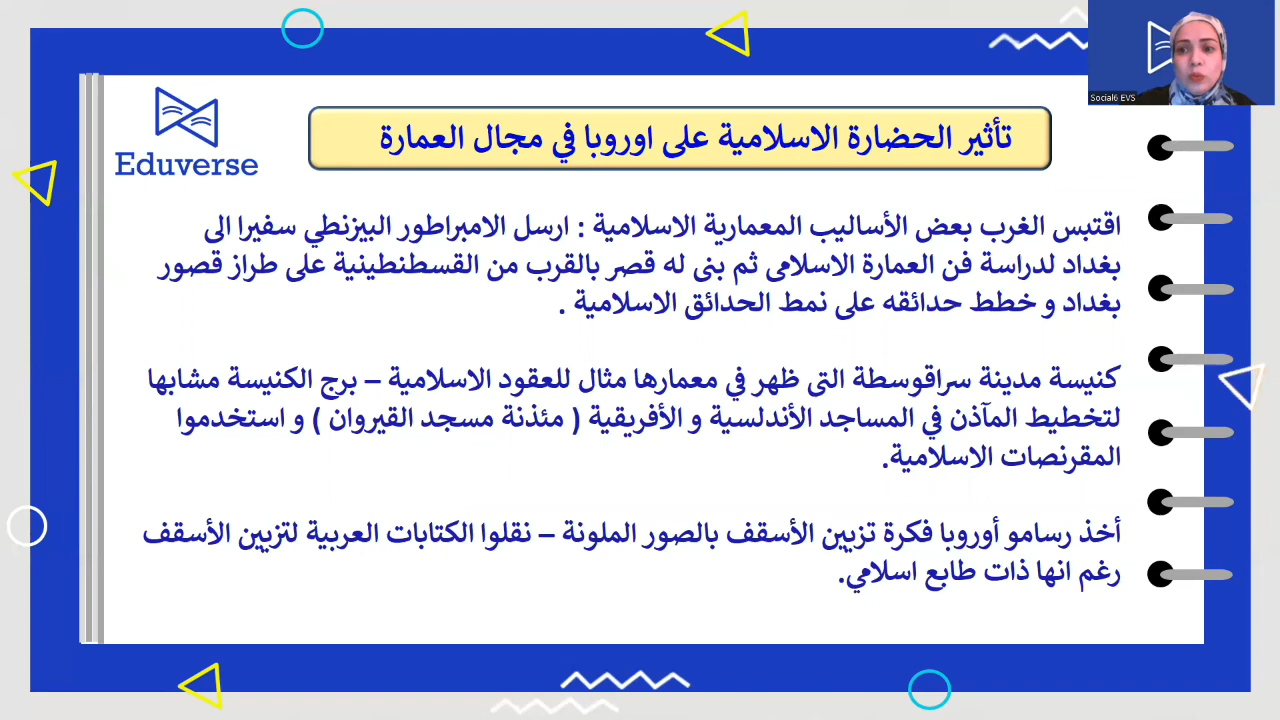 Social6 EVS
Eduverse
تأثير الحضارة الاسلامية على اوروبا في مجال العمارة
اقتبس الغرب بعض الأساليب المعمارية الاسلامية : ارسل الامبراطور البيزنطي سفيرا الى
بغداد لدراسة فن العمارة الاسلامى ثم بنى له قصر بالقرب من القسطنطينية على طراز قصور
بغداد و خطط حدائقه على نمط الحدائق الاسلامية .
كنيسة مدينة سراقوسطة التى ظهر في معمارها مثال للعقود الاسلامية – برج الكنيسة مشابها
لتخطيط المآذن في المساجد الأندلسية و الأفريقية ( مئذنة مسجد القيروان ) و استخدموا
المقرنصات الاسلامية.
أخذ رسامو أوروبا فكرة تزيين الأسقف بالصور الملونة – نقلوا الكتابات العربية لتزيين الأسقف
رغم انها ذات طابع اسلامي.